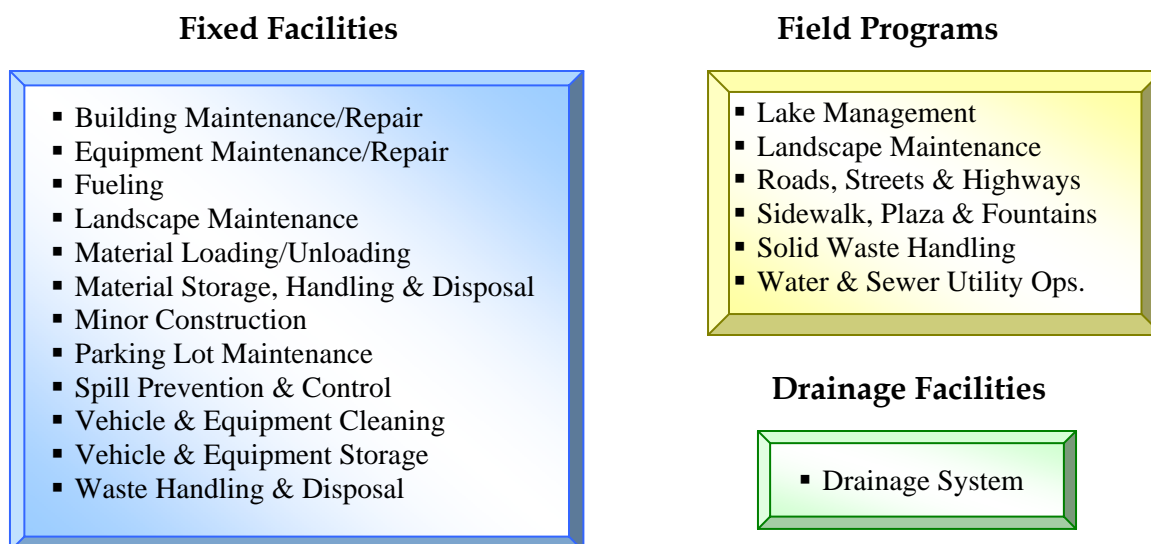 Fixed Facilities
▪ Building Maintenance/Repair
▪ Equipment Maintenance/Repair
▪ Fueling
▪ Landscape Maintenance
▪ Material Loading/Unloading
▪ Material Storage, Handling & Disposal
▪ Minor Construction
▪ Parking Lot Maintenance
▪ Spill Prevention & Control
▪ Vehicle & Equipment Cleaning
▪ Vehicle & Equipment Storage
▪ Waste Handling & Disposal
Field Programs
▪ Lake Management
▪ Landscape Maintenance
▪ Roads, Streets & Highways
▪ Sidewalk, Plaza & Fountains
▪ Solid Waste Handling
▪ Water & Sewer Utility Ops.
Drainage Facilities
▪ Drainage System